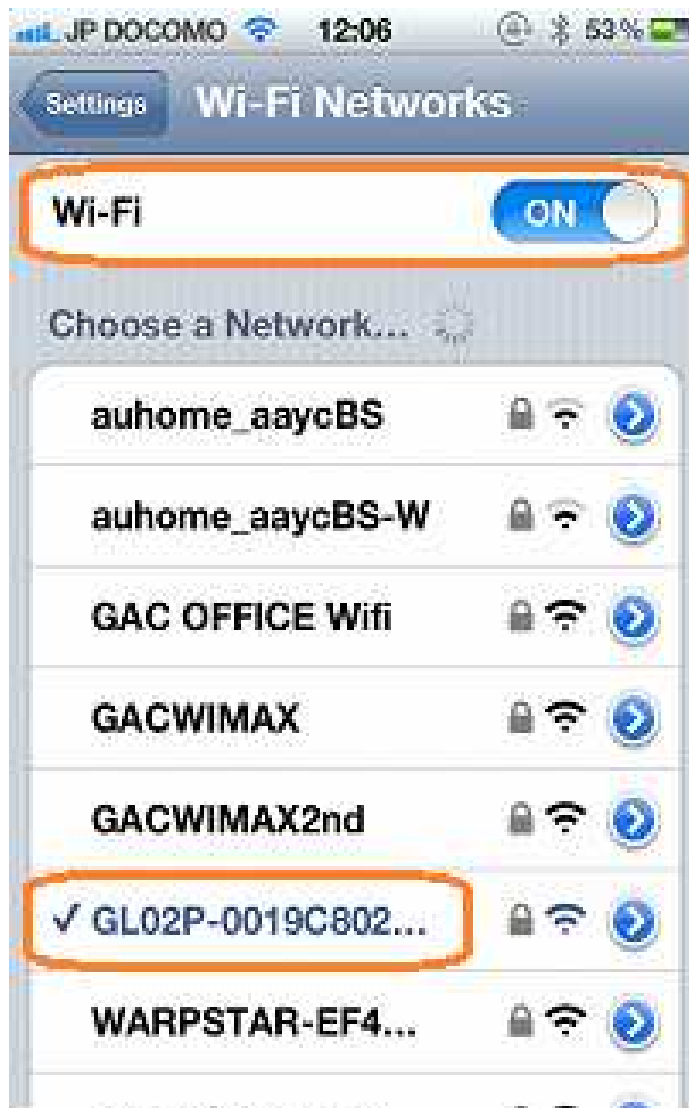 JP DOCOMO 12:06 53%
Settings Wi-Fi Networks
Wi-Fi ON
Choose a Network...
auhome_aaycBS
auhome_aaycBS-W
GAC OFFICE Wifi
GACWIMAX
GACWIMAX2nd
GL02P-0019C802...
WARPSTAR-EF4...